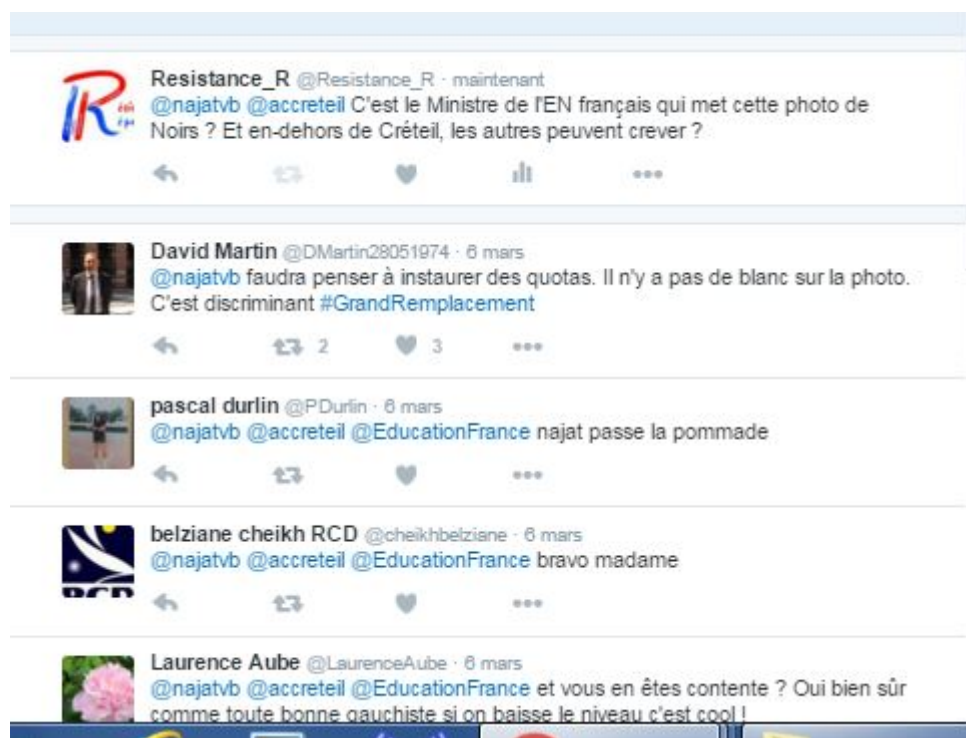 Resistance_R @Resistance_R · maintenant
@najatvb @accreteil C'est le Ministre de l'EN français qui met cette photo de
Noirs ? Et en-dehors de Créteil, les autres peuvent crever ?
David Martin @DMartin28051974 · 6 mars
@najatvb faudra penser à instaurer des quotas. Il n'y a pas de blanc sur la photo.
C'est discriminant #GrandRemplacement
2 3
pascal durlin @PDurlin · 6 mars
@najatvb @accreteil @EducationFrance najat passe la pommade
belziane cheikh RCD @cheikhbelziane · 6 mars
@najatvb @accreteil @EducationFrance bravo madame
RCD
Laurence Aube @LaurenceAube · 6 mars
@najatvb @accreteil @EducationFrance et vous en êtes contente ? Oui bien sûr
comme toute bonne gauchiste si on baisse le niveau c'est cool !